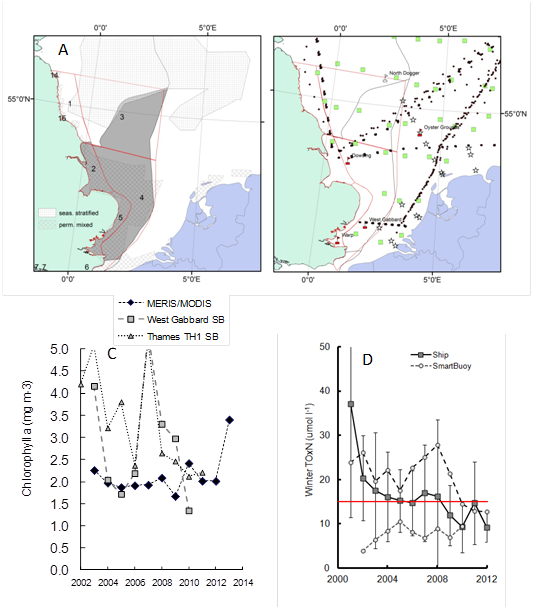 5°0'E
5°0'E
A
14
North Dogger
1
3
55°0'N
55°0'N
16
Oyster Grounds
Dowsing
2
4
seas. stratified
5
West Gabbard
perm. mixed
Warp
6
0°0'
5°0'E
0°0'
5°0'E
MERIS/MODIS
West Gabbard SB
Thames TH1 SB
C
D
Chlorophyll a (mg m-3)
5.0
4.5
4.0
3.5
3.0
2.5
2.0
1.5
1.0
0.5
0.0
2002 2004 2006 2008 2010 2012 2014
Ship
SmartBuoy
Winter TOxN (umol l-1)
50
40
30
20
10
0
2000 2004 2008 2012